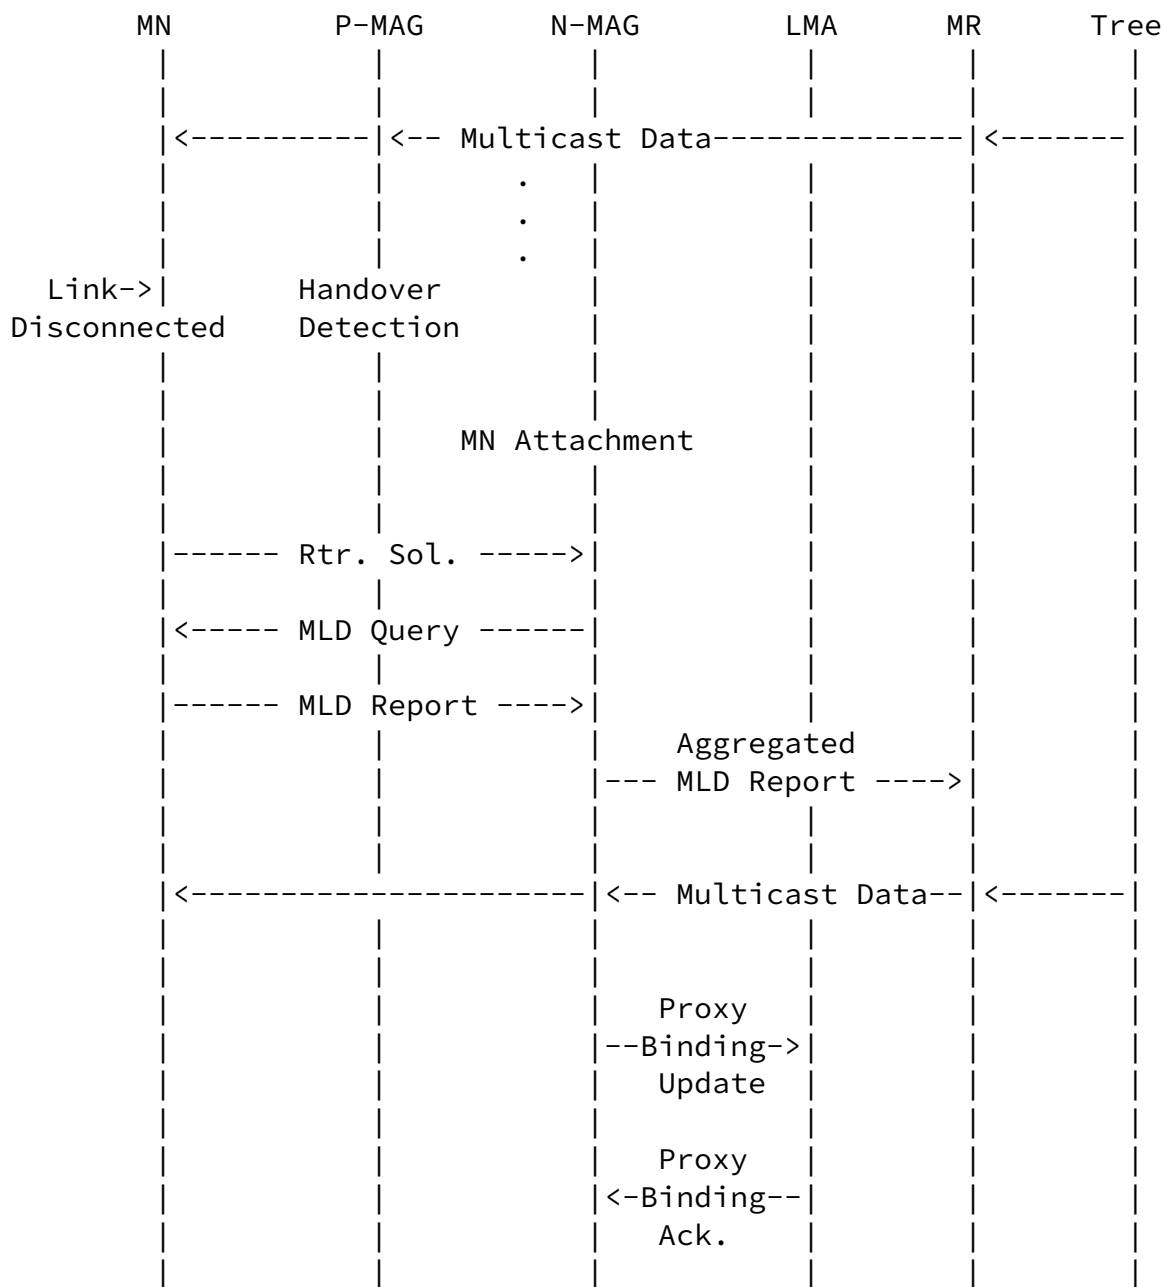 MN P-MAG N-MAG LMA MR Tree
|<----------|<-- Multicast Data--------------|<-------|
.
.
.
Link->| Handover
Disconnected Detection
MN Attachment
|------ Rtr. Sol. ----->|
|<----- MLD Query ------|
|------ MLD Report ---->|
Aggregated
|--- MLD Report ---->|
|<----------------------|<-- Multicast Data--|<-------|
Proxy
|--Binding->|
Update
Proxy
|<-Binding--|
Ack.